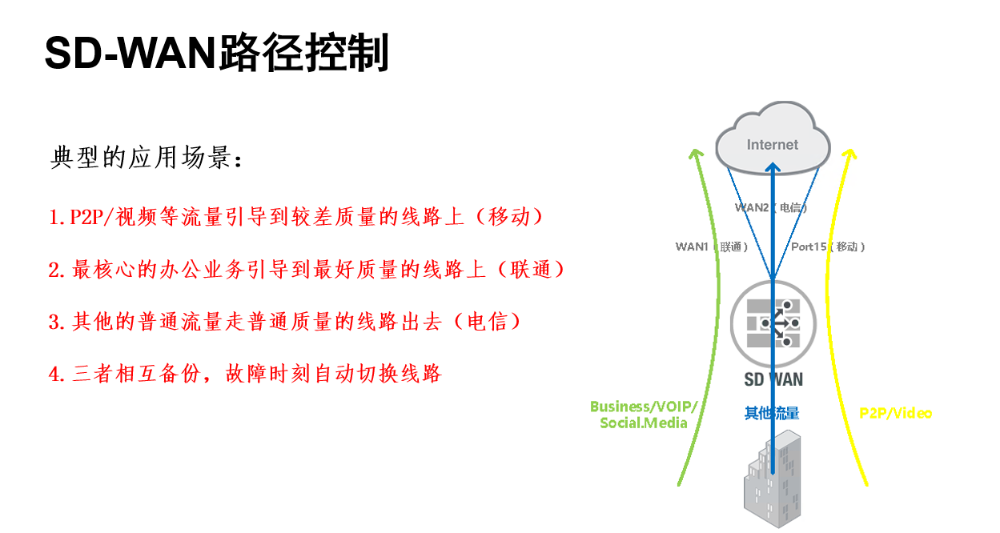 SD-WAN路径控制
典型的应用场景：
1.P2P/视频等流量引导到较差质量的线路上（移动）
2.最核心的办公业务引导到最好质量的线路上（联通）
3.其他的普通流量走普通质量的线路出去（电信）
4.三者相互备份，故障时刻自动切换线路
Internet
WAN2（电信）
WAN1（联通）
Port15（移动）
SD WAN
Business/VOIP/
Social.Media
其他流量
P2P/Video